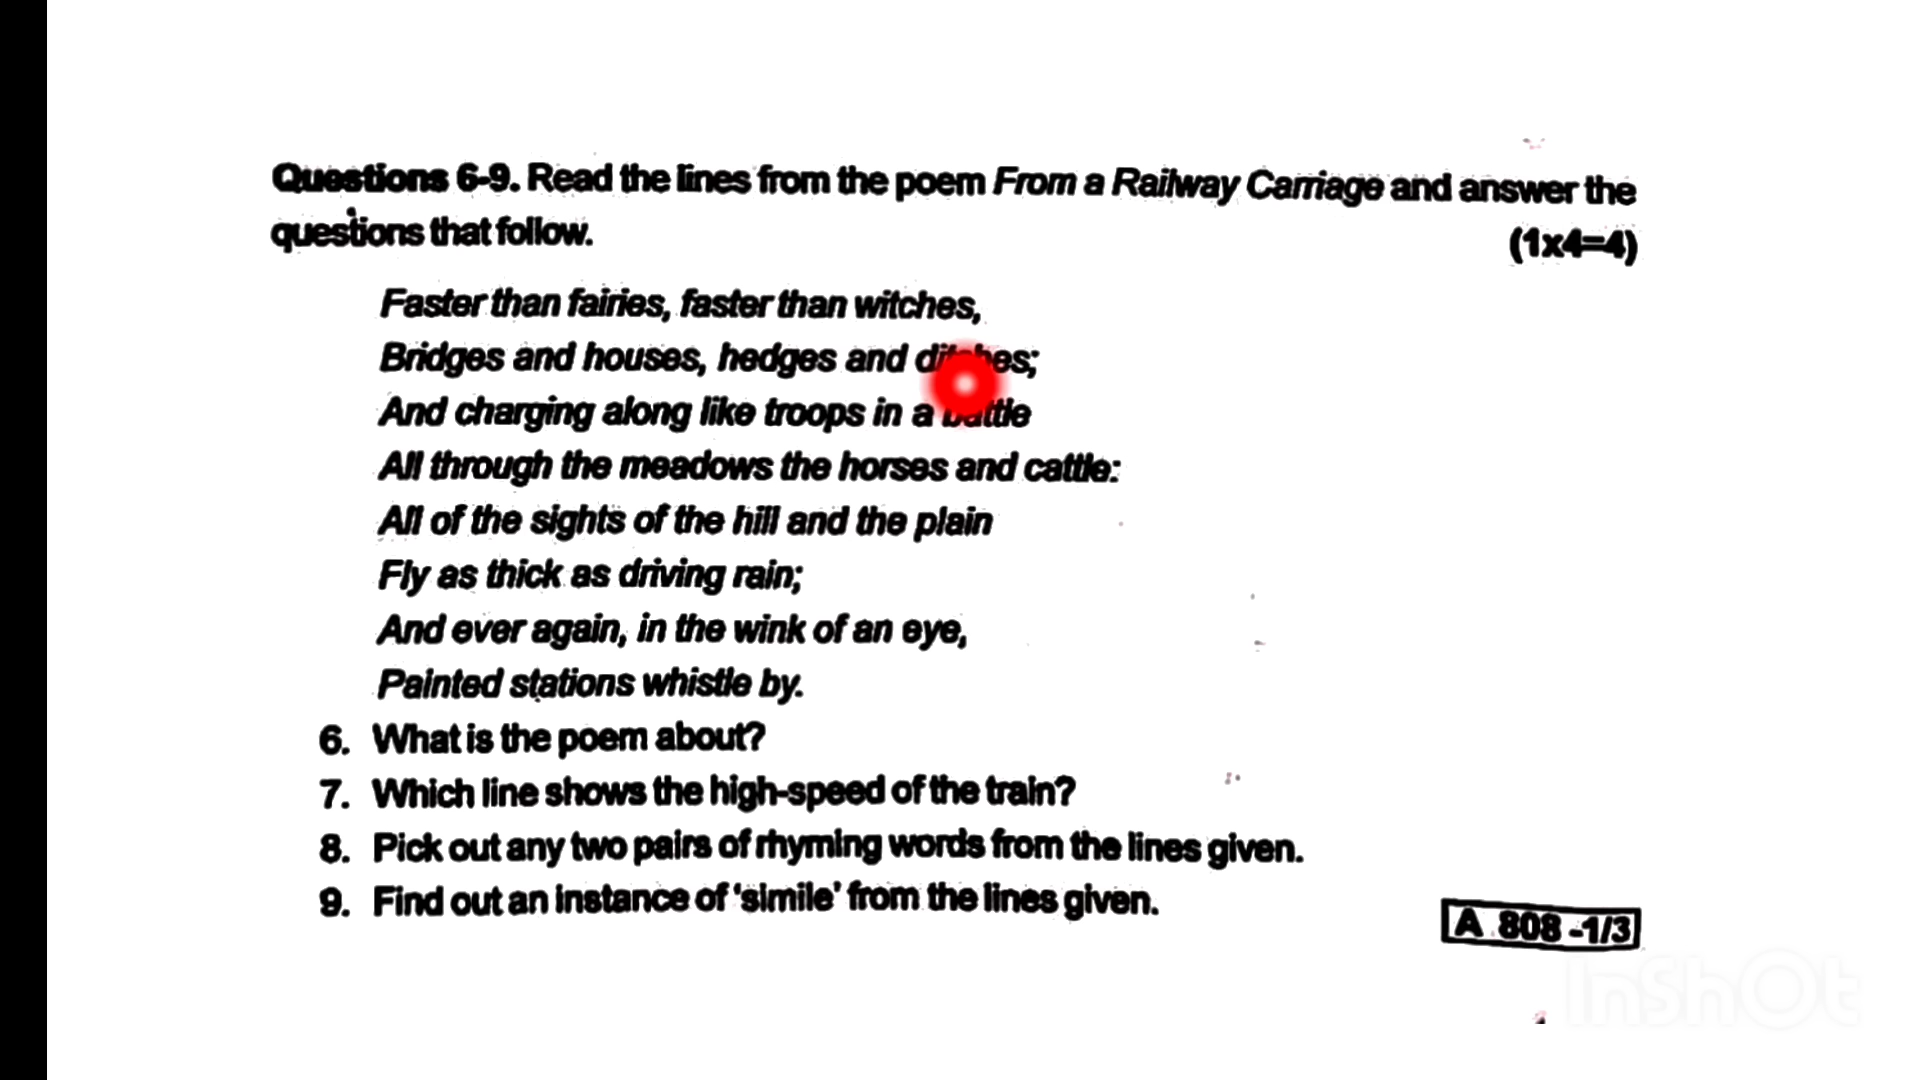 Questions 6-9. Read the lines from the poem From a Railway Carriage and answer the
questions that follow.
(1x4=4)
Faster than fairies, faster than witches,
Bridges and houses, hedges and ditches;
And charging along like troops in a battle
All through the meadows the horses and cattle:
All of the sights of the hill and the plain
Fly as thick as driving rain;
And ever again, in the wink of an eye,
Painted stations whistle by.
6. What is the poem about?
7. Which line shows the high-speed of the train?
8. Pick out any two pairs of rhyming words from the lines given.
9. Find out an instance of 'simile' from the lines given.
A 808 -1/3
InShOt